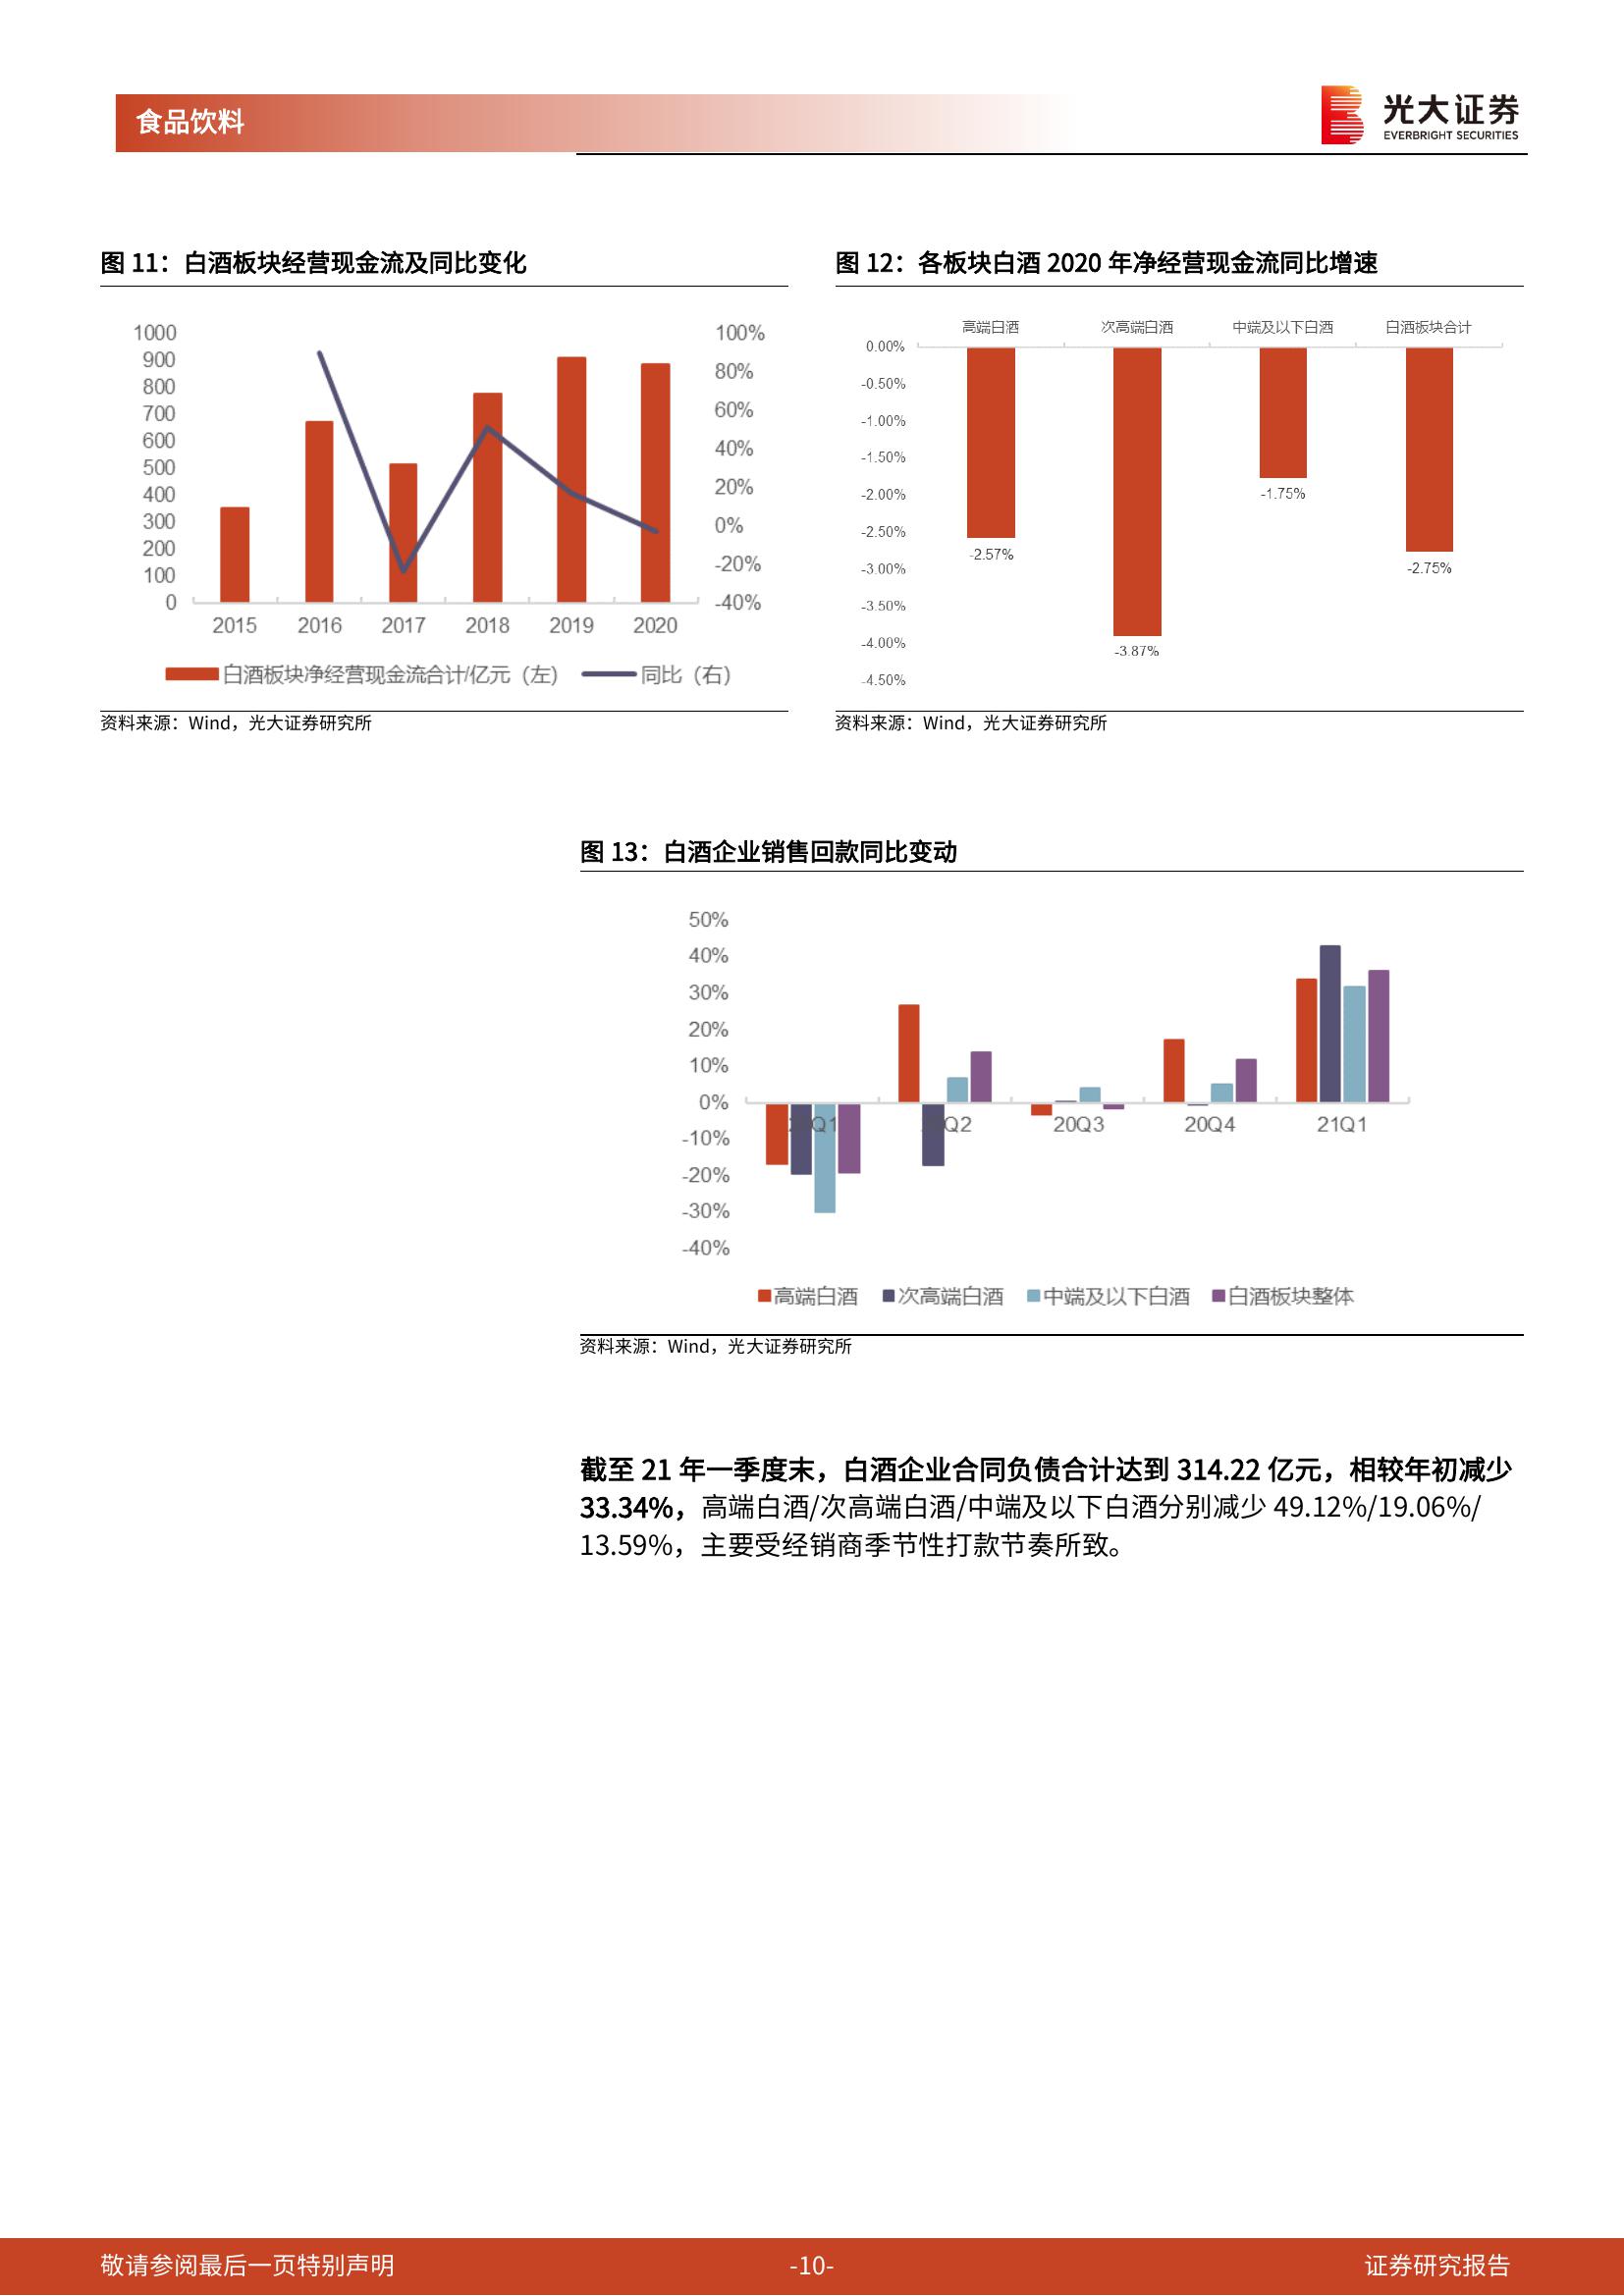 食品饮料
光大证券
EVERBRIGHT SECURITIES
图 11：白酒板块经营现金流及同比变化
1000
900
800
700
600
500
400
300
200
100
0
100%
80%
60%
40%
20%
0%
-20%
-40%
2015 2016 2017 2018 2019 2020
白酒板块净经营现金流合计/亿元（左） 同比（右）
资料来源：Wind，光大证券研究所
图 12：各板块白酒 2020 年净经营现金流同比增速
高端白酒 次高端白酒 中端及以下白酒 白酒板块合计
0.00%
-0.50%
-1.00%
-1.50%
-2.00%
-2.50%
-3.00%
-3.50%
-4.00%
-4.50%
-2.57%
-3.87%
-1.75%
-2.75%
资料来源：Wind，光大证券研究所
图 13：白酒企业销售回款同比变动
50%
40%
30%
20%
10%
0%
-10%
-20%
-30%
-40%
20Q3 20Q4 21Q1
高端白酒 次高端白酒 中端及以下白酒 白酒板块整体
资料来源：Wind，光大证券研究所
截至 21 年一季度末，白酒企业合同负债合计达到 314.22 亿元，相较年初减少
33.34%，高端白酒/次高端白酒/中端及以下白酒分别减少 49.12%/19.06%/
13.59%，主要受经销商季节性打款节奏所致。
敬请参阅最后一页特别声明
-10-
证券研究报告